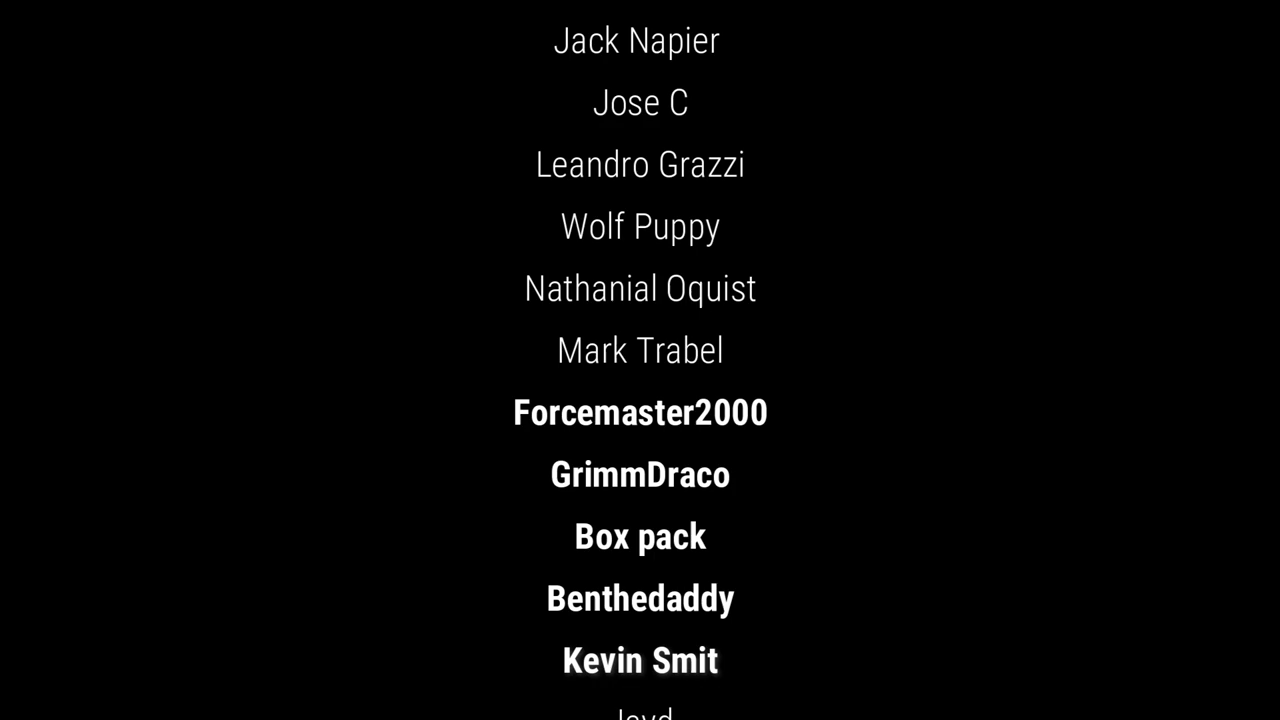 Jack Napier
Jose C
Leandro Grazzi
Wolf Puppy
Nathanial Oquist
Mark Trabel
Forcemaster2000
GrimmDraco
Box pack
Benthedaddy
Kevin Smit